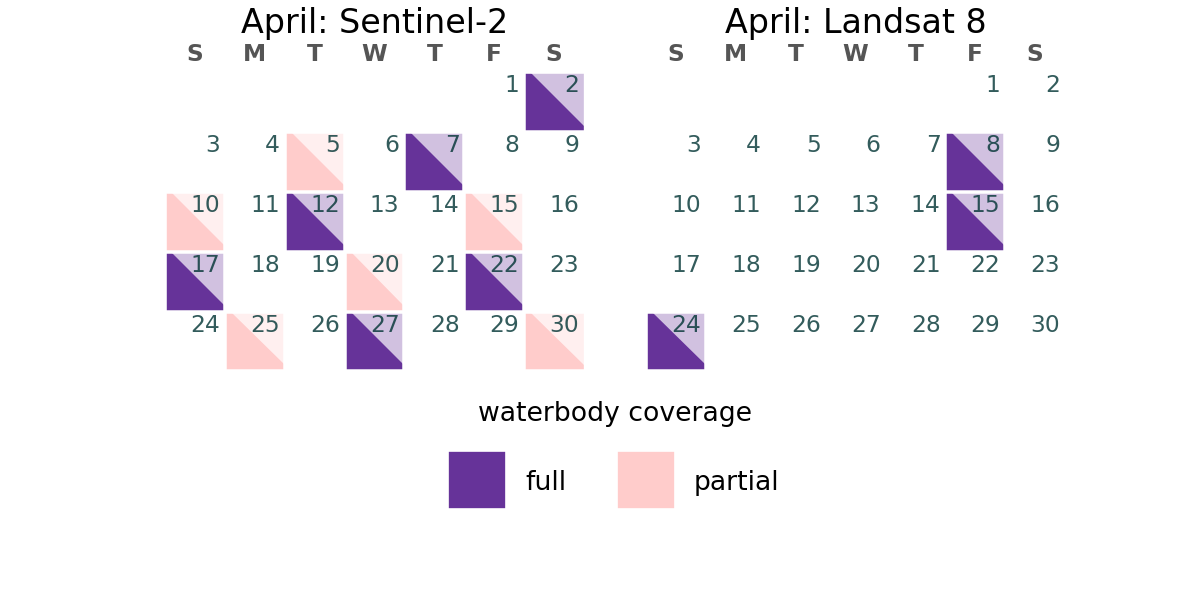 April: Sentinel-2
S M T W T F S
1 2
3 4 5 6 7 8 9
10 11 12 13 14 15 16
17 18 19 20 21 22 23
24 25 26 27 28 29 30
April: Landsat 8
S M T W T F S
1 2
3 4 5 6 7 8 9
10 11 12 13 14 15 16
17 18 19 20 21 22 23
24 25 26 27 28 29 30
waterbody coverage
full
partial